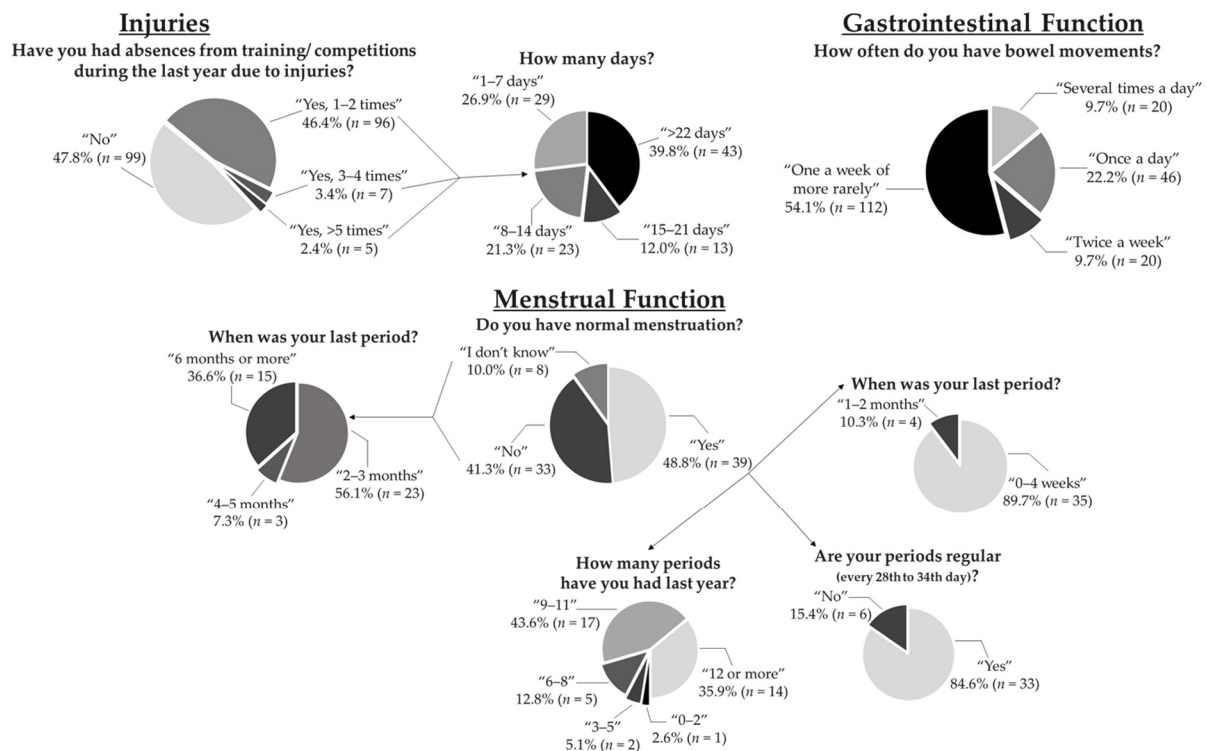 Injuries
Have you had absences from training/ competitions
during the last year due to injuries?
“No”
47.8% (n = 99)
“Yes, 1–2 times”
46.4% (n = 96)
“Yes, 3–4 times”
3.4% (n = 7)
“Yes, >5 times”
2.4% (n = 5)
How many days?
“1–7 days”
26.9% (n = 29)
“>22 days”
39.8% (n = 43)
“8–14 days”
21.3% (n = 23)
“15–21 days”
12.0% (n = 13)
Gastrointestinal Function
How often do you have bowel movements?
“Several times a day”
9.7% (n = 20)
“One a week of
more rarely”
54.1% (n = 112)
“Once a day”
22.2% (n = 46)
“Twice a week”
9.7% (n = 20)
Menstrual Function
Do you have normal menstruation?
“I don’t know”
10.0% (n = 8)
“No”
41.3% (n = 33)
“Yes”
48.8% (n = 39)
When was your last period?
“6 months or more”
36.6% (n = 15)
“2–3 months”
56.1% (n = 23)
“4–5 months”
7.3% (n = 3)
When was your last period?
“1–2 months”
10.3% (n = 4)
“0–4 weeks”
89.7% (n = 35)
How many periods
have you had last year?
“9–11”
43.6% (n = 17)
“12 or more”
35.9% (n = 14)
“6–8”
12.8% (n = 5)
“3–5”
5.1% (n = 2)
“0–2”
2.6% (n = 1)
Are your periods regular
(every 28th to 34th day)?
“No”
15.4% (n = 6)
“Yes”
84.6% (n = 33)